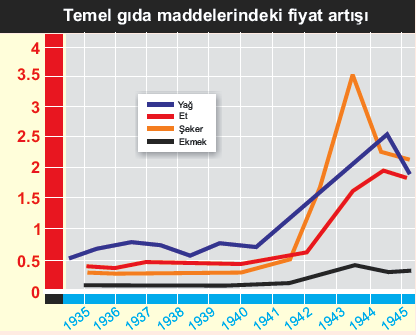 Temel gıda maddelerindeki fiyat artışı
4
3.5
3
2.5
2
1.5
1
0.5
0
Yağ
Et
Şeker
Ekmek
1935 1936 1937 1938 1939 1940 1941 1942 1943 1944 1945